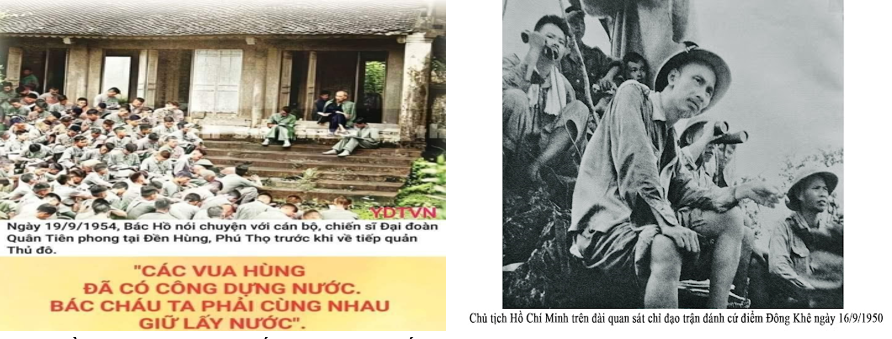 YDTVN
Ngày 19/9/1954, Bác Hồ nói chuyện với cán bộ, chiến sĩ Đại đoàn
Quân Tiên phong tại Đền Hùng, Phú Thọ trước khi về tiếp quản
Thủ đô.
"CÁC VUA HÙNG
ĐÃ CÓ CÔNG DỰNG NƯỚC.
BÁC CHÁU TA PHẢI CÙNG NHAU
GIỮ LẤY NƯỚC".
Chủ tịch Hồ Chí Minh trên đài quan sát chỉ đạo trận đánh cứ điểm Đông Khê ngày 16/9/1950